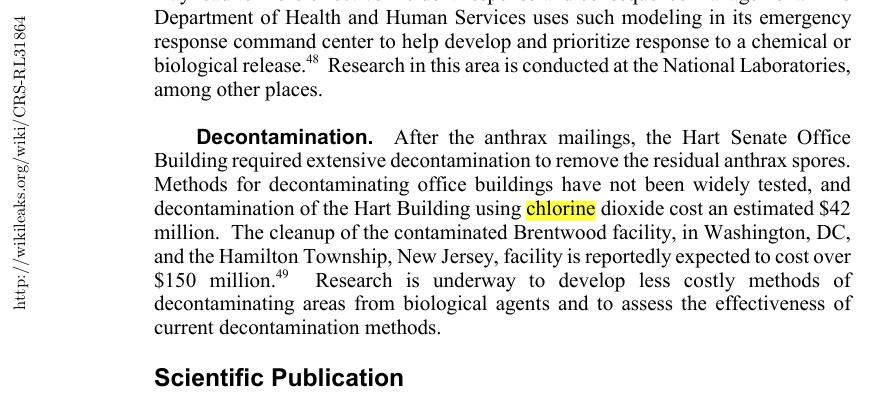 Department of Health and Human Services uses such modeling in its emergency
response command center to help develop and prioritize response to a chemical or
biological release.48 Research in this area is conducted at the National Laboratories,
among other places.
Decontamination. After the anthrax mailings, the Hart Senate Office
Building required extensive decontamination to remove the residual anthrax spores.
Methods for decontaminating office buildings have not been widely tested, and
decontamination of the Hart Building using chlorine dioxide cost an estimated $42
million. The cleanup of the contaminated Brentwood facility, in Washington, DC,
and the Hamilton Township, New Jersey, facility is reportedly expected to cost over
$150 million.49 Research is underway to develop less costly methods of
decontaminating areas from biological agents and to assess the effectiveness of
current decontamination methods.
Scientific Publication
http://wikileaks.org/wiki/CRS-RL31864